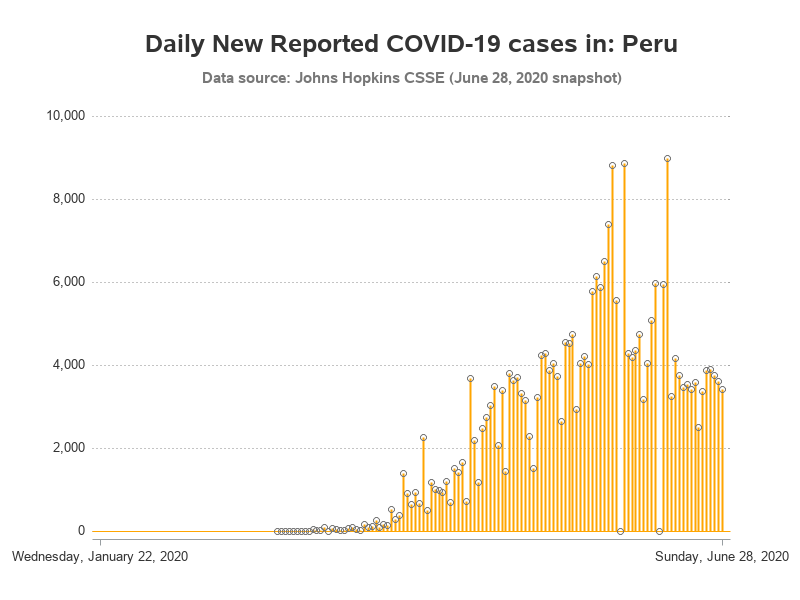 Daily New Reported COVID-19 cases in: Peru
Data source: Johns Hopkins CSSE (June 28, 2020 snapshot)
10,000
8,000
6,000
4,000
2,000
0
Wednesday, January 22, 2020
Sunday, June 28, 2020